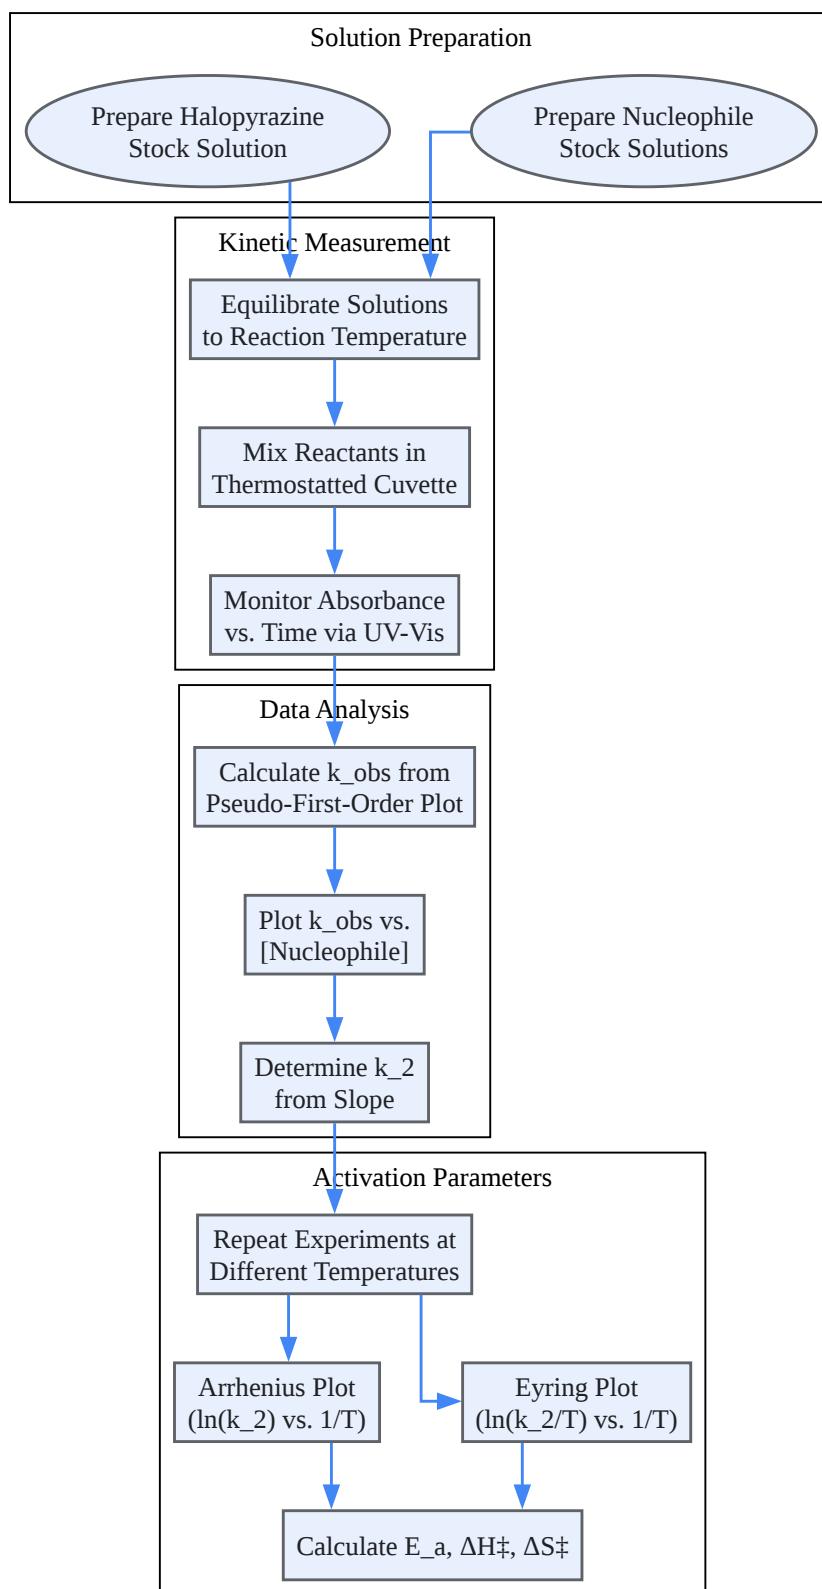 Solution Preparation
Prepare Halopyrazine
Stock Solution
Prepare Nucleophile
Stock Solutions
Kinetic Measurement
Equilibrate Solutions
to Reaction Temperature
Mix Reactants in
Thermostatted Cuvette
Monitor Absorbance
vs. Time via UV-Vis
Data Analysis
Calculate k_obs from
Pseudo-First-Order Plot
Plot k_obs vs.
[Nucleophile]
Determine k_2
from Slope
Activation Parameters
Repeat Experiments at
Different Temperatures
Arrhenius Plot
(ln(k_2) vs. 1/T)
Eyring Plot
(ln(k_2/T) vs. 1/T)
Calculate E_a, ΔH‡, ΔS‡